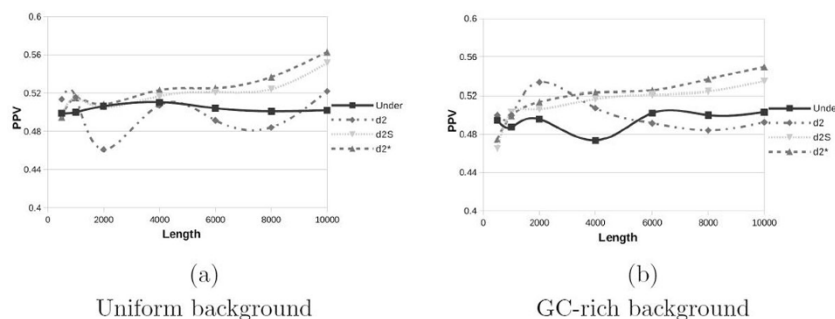 0.6
0.56
0.52
0.48
0.44
0.4
PPV
0 2000 4000 6000 8000 10000
Length
Under
d2
d2S
d2*
(a)
Uniform background
0.6
0.56
0.52
0.48
0.44
0.4
PPV
0 2000 4000 6000 8000 10000
Length
Under
d2
d2S
d2*
(b)
GC-rich background